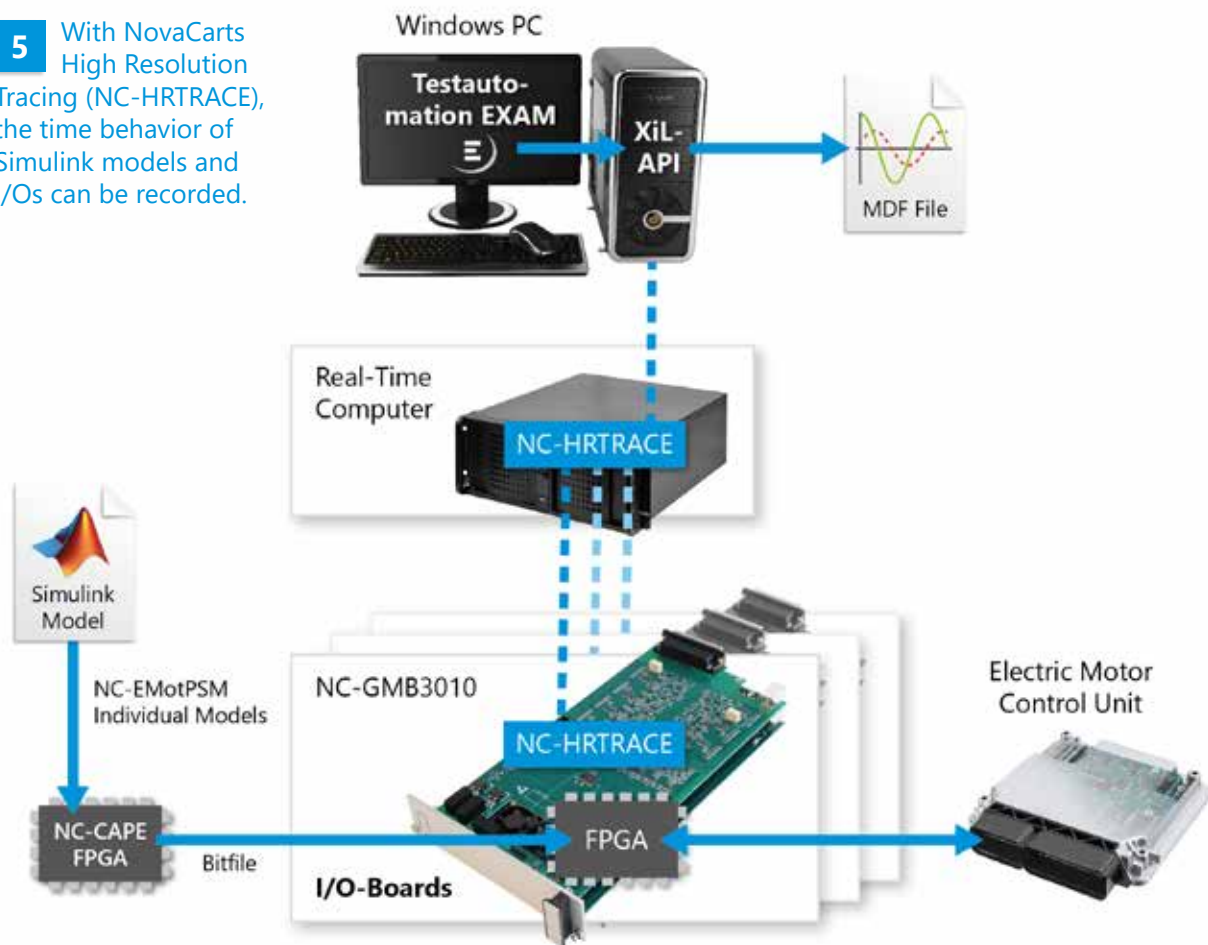 5
With NovaCarts
High Resolution
Tracing (NC-HRTRACE),
the time behavior of
Simulink models and
I/Os can be recorded.
Windows PC
Testauto-
mation EXAM
E
XiL-
API
MDF File
Real-Time
Computer
NC-HRTRACE
Simulink
Model
NC-EMotPSM
Individual Models
NC-GMB3010
NC-HRTRACE
Electric Motor
Control Unit
NC-CAPE
FPGA
Bitfile
FPGA
I/O-Boards